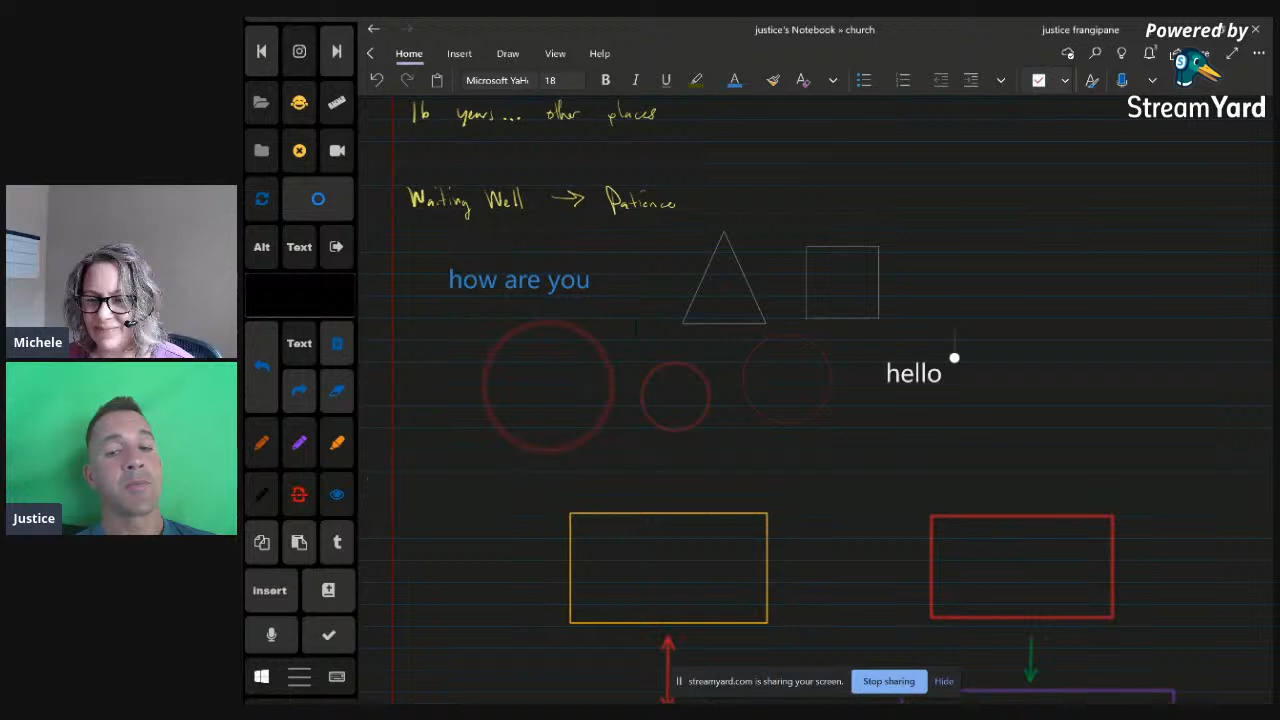 justice's Notebook » church
justice frangipane
Powered by
StreamYard
Home Insert Draw View Help
Microsoft YaHe 18 B I U A
16 years... other places
Waiting Well → Patience
how are you
hello
Alt Text
Text
insert
Michele
Justice
streamyard.com is sharing your screen. Stop sharing Hide